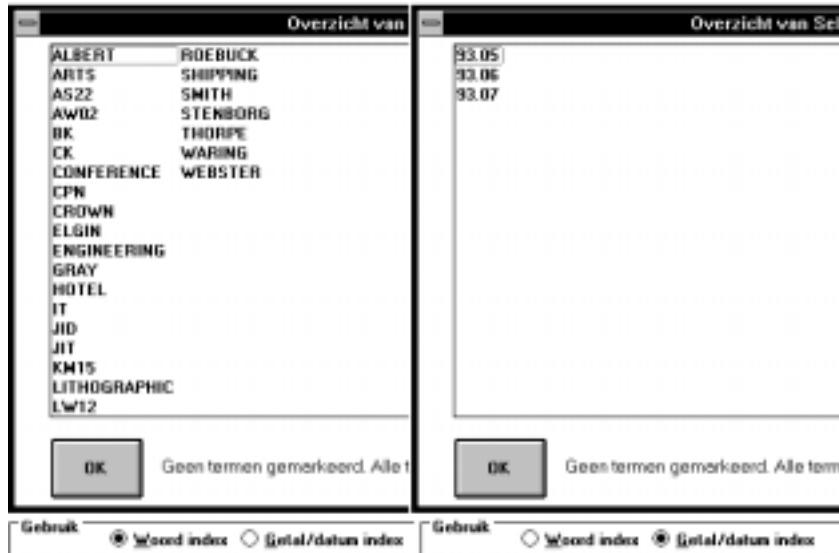 Overzicht van
ALBERT ROEBUCK
ARTS SHIPPING
AS22 SMITH
AW02 STENBORG
BK THORPE
CK WARING
CONFERENCE WEBSTER
CPN
CROWN
ELGIN
ENGINEERING
GRAY
HOTEL
IT
JID
JIT
KM15
LITHOGRAPHIC
LW12
OK Geen termen gemarkeerd. Alle t
Gebruik
Woord index Getal/datum index
Overzicht van Sel
93.05
93.06
93.07
OK Geen termen gemarkeerd. Alle term
Gebruik
Woord index Getal/datum index